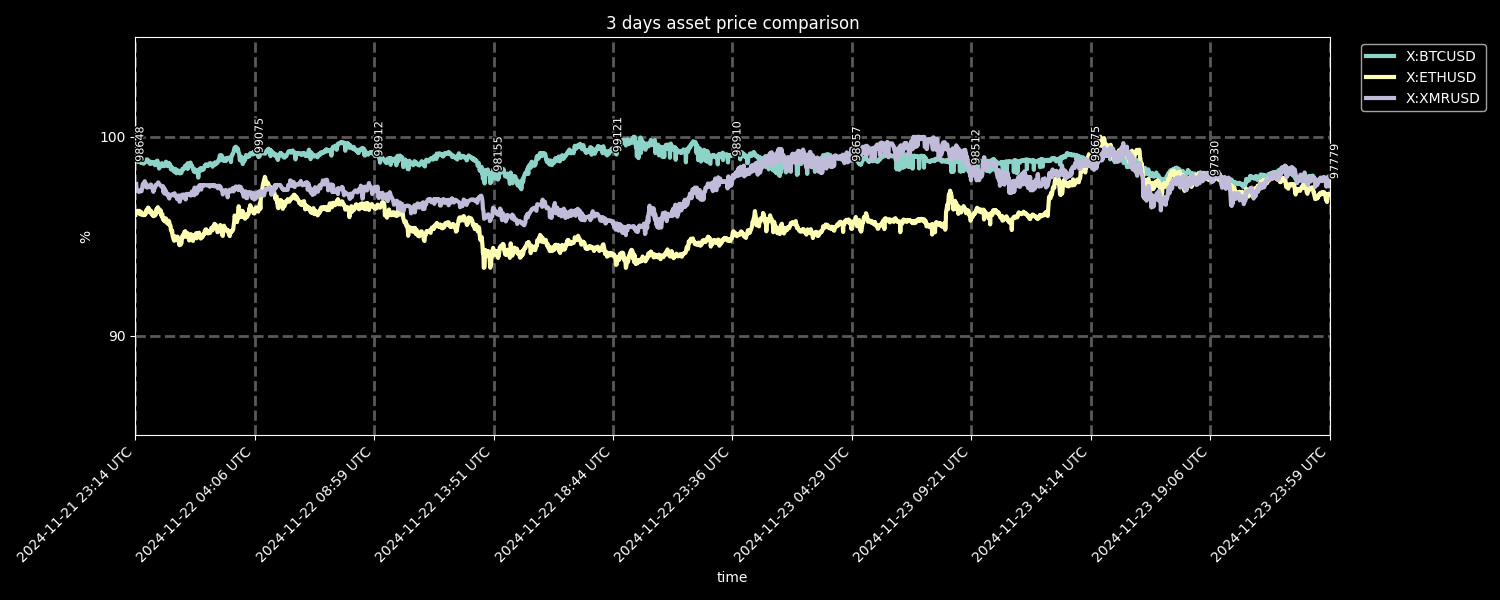 3 days asset price comparison
X:BTCUSD
X:ETHUSD
X:XMRUSD
100
90
%
98648
99075
98912
98155
99121
98910
98657
98512
98675
97930
97779
2024-11-21 23:14 UTC
2024-11-22 04:06 UTC
2024-11-22 08:59 UTC
2024-11-22 13:51 UTC
2024-11-22 18:44 UTC
2024-11-22 23:36 UTC
2024-11-23 04:29 UTC
2024-11-23 09:21 UTC
2024-11-23 14:14 UTC
2024-11-23 19:06 UTC
2024-11-23 23:59 UTC
time